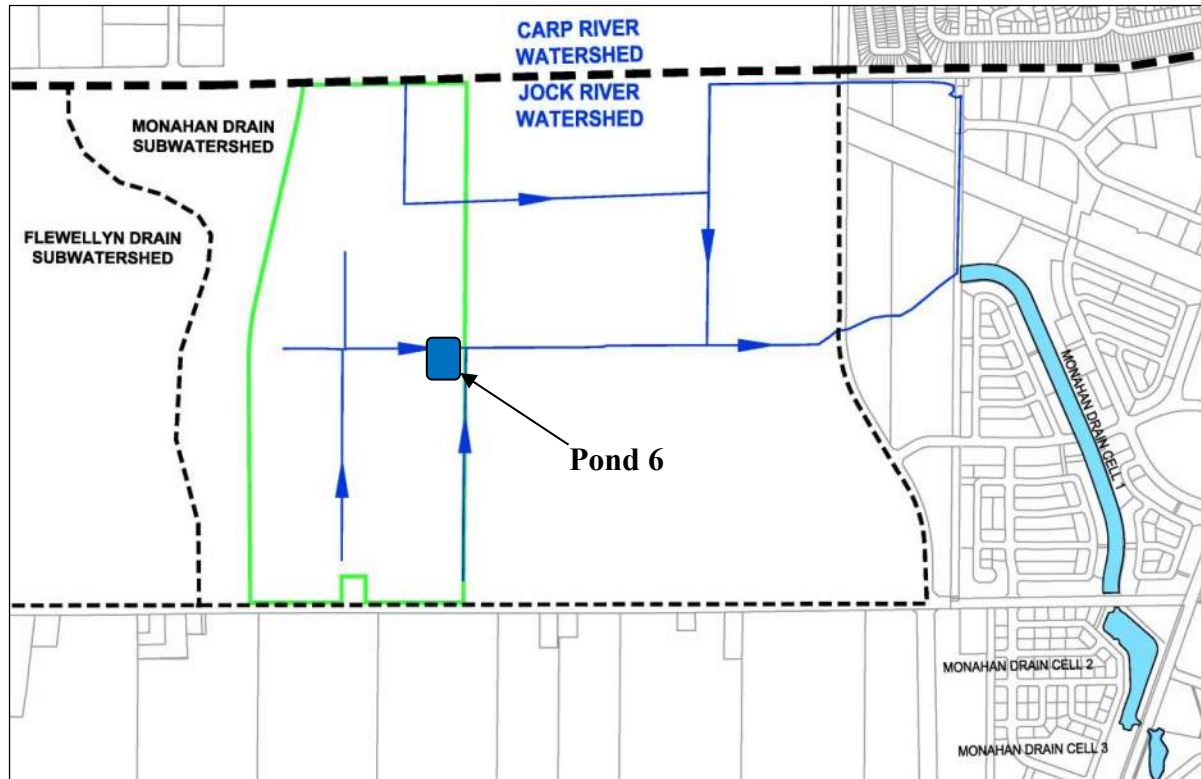 CARP RIVER
WATERSHED
JOCK RIVER
WATERSHED
MONAHAN DRAIN
SUBWATERSHED
FLEWELLYN DRAIN
SUBWATERSHED
MONAHAN DRAIN CELL 1
Pond 6
MONAHAN DRAIN CELL 2
MONAHAN DRAIN CELL 3